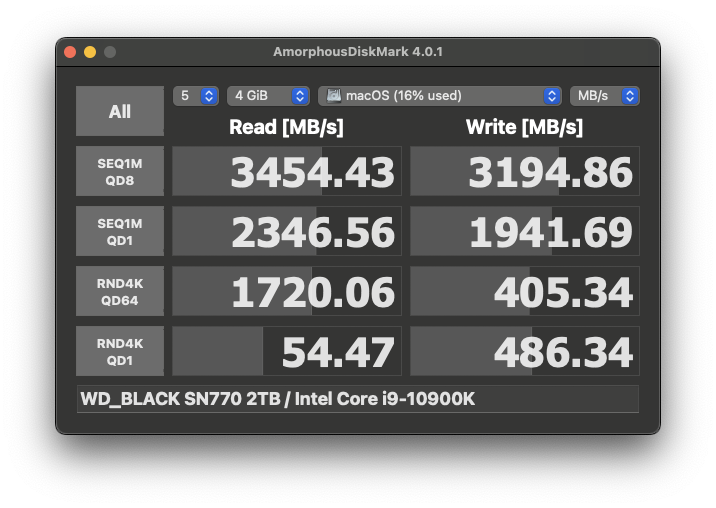 AmorphousDiskMark 4.0.1
All
5
4 GiB
macOS (16% used)
MB/s
Read [MB/s]
Write [MB/s]
SEQ1M
QD8
3454.43
3194.86
SEQ1M
QD1
2346.56
1941.69
RND4K
QD64
1720.06
405.34
RND4K
QD1
54.47
486.34
WD_BLACK SN770 2TB / Intel Core i9-10900K